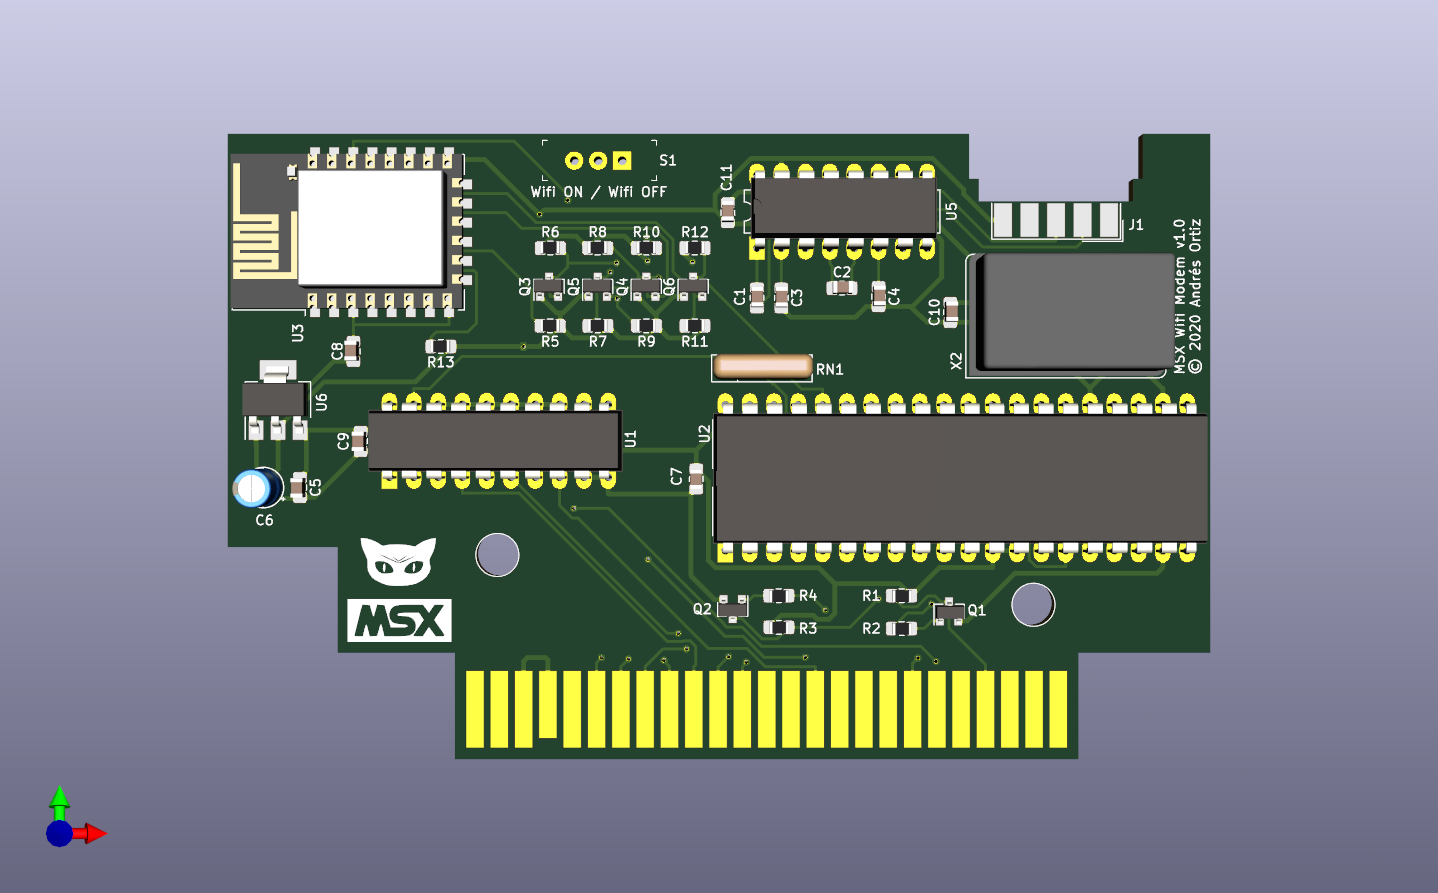 S1
Wifi ON / Wifi OFF
C11
U5
J1
R6
R8
R10
R12
MSX Wifi Modem v1.0
© 2020 Andrés Ortiz
Q3
Q5
Q4
Q6
C2
C1
C3
C4
C10
U3
R5
R7
R9
R11
C8
R13
X2
RN1
U6
U1
U2
C9
C7
C5
C6
MSX
Q2
R4
R1
Q1
R3
R2